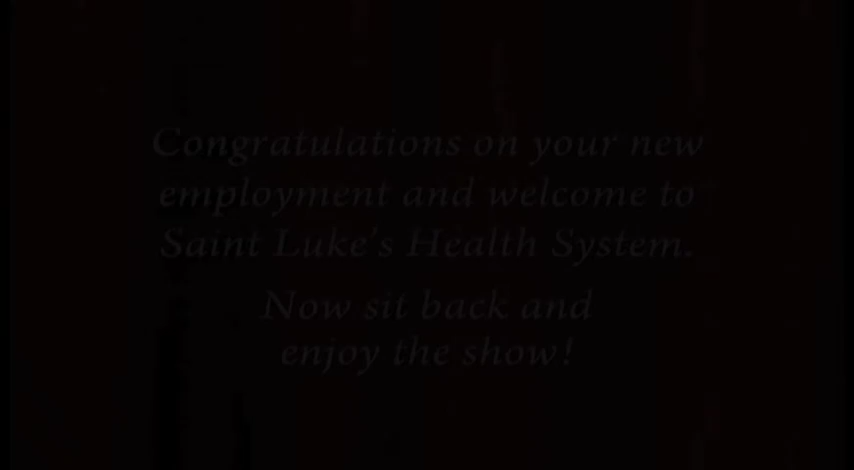 Congratulations on your new
employment and welcome to
Saint Luke's Health System.
Now sit back and
enjoy the show!